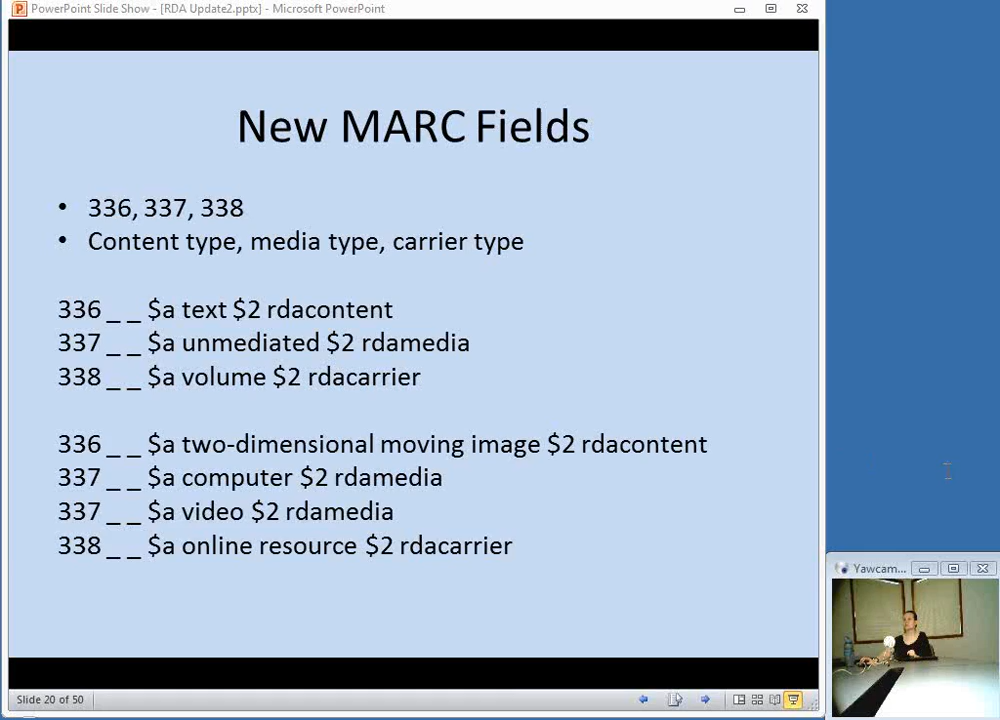 PowerPoint Slide Show - [RDA Update2.pptx] - Microsoft PowerPoint
New MARC Fields
• 336, 337, 338
• Content type, media type, carrier type
336 _ _ $a text $2 rdacontent
337 _ _ $a unmediated $2 rdamedia
338 _ _ $a volume $2 rdacarrier
336 _ _ $a two-dimensional moving image $2 rdacontent
337 _ _ $a computer $2 rdamedia
337 _ _ $a video $2 rdamedia
338 _ _ $a online resource $2 rdacarrier
Yawcam...
Slide 20 of 50